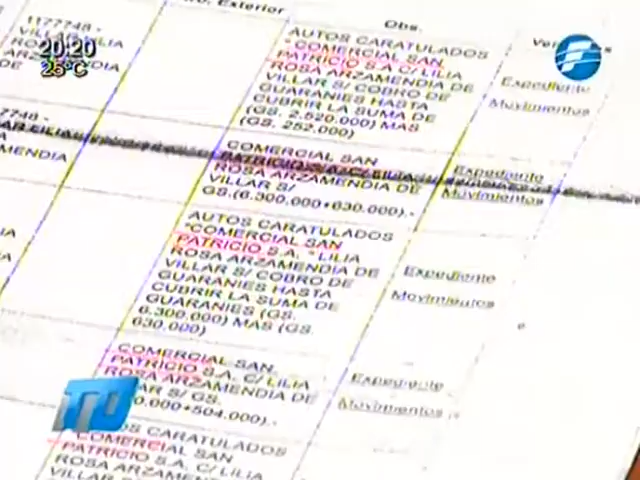 Exterior
Obs.
1177748 -
VILLAR LILIA
ROSA
ARZAMENDIA
20:20
25°C
AUTOS CARATULADOS
"COMERCIAL SAN
PATRICIO S.A C/ LILIA
ROSA ARZAMENDIA DE
VILLAR S/ COBRO DE
GUARANIES HASTA
CUBRIR LA SUMA DE
(GS. 2.520.000) MAS
(GS. 252.000)
Expediente
Movimientos
COMERCIAL SAN
PATRICIO S.A. C/ LILIA
ROSA ARZAMENDIA DE
VILLAR S/
GS.(6.300.000+630.000).-
Expediente
Movimientos
AUTOS CARATULADOS
"COMERCIAL SAN
PATRICIO S.A. " LILIA
ROSA ARZAMENDIA DE
VILLAR S/ COBRO DE
GUARANIES HASTA
CUBRIR LA SUMA DE
GUARANIES (GS.
6.300.000) MAS (GS.
630.000)
Expediente
Movimientos
COMERCIAL SAN
PATRICIO S.A. C/ LILIA
ROSA ARZAMENDIA DE
S/ GS.
+504.000).-
Expediente
Movimientos
CARATULADOS
"COMERCIAL SAN
PATRICIO S.A. C/ LILIA
ROSA ARZAMENDIA DE
VILLAR S/ COBRO DE